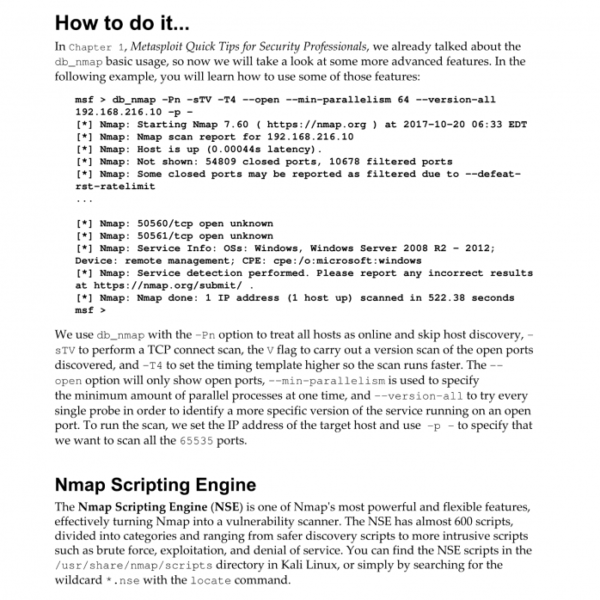 How to do it...
In Chapter 1, Metasploit Quick Tips for Security Professionals, we already talked about the
db_nmap basic usage, so now we will take a look at some more advanced features. In the
following example, you will learn how to use some of those features:
msf > db_nmap -Pn -sTV -T4 --open --min-parallelism 64 --version-all
192.168.216.10 -p -
[*] Nmap: Starting Nmap 7.60 ( https://nmap.org ) at 2017-10-20 06:33 EDT
[*] Nmap: Nmap scan report for 192.168.216.10
[*] Nmap: Host is up (0.00044s latency).
[*] Nmap: Not shown: 54809 closed ports, 10678 filtered ports
[*] Nmap: Some closed ports may be reported as filtered due to --defeat-
rst-ratelimit
...
[*] Nmap: 50560/tcp open unknown
[*] Nmap: 50561/tcp open unknown
[*] Nmap: Service Info: OSs: Windows, Windows Server 2008 R2 - 2012;
Device: remote management; CPE: cpe:/o:microsoft:windows
[*] Nmap: Service detection performed. Please report any incorrect results
at https://nmap.org/submit/ .
[*] Nmap: Nmap done: 1 IP address (1 host up) scanned in 522.38 seconds
msf >
We use db_nmap with the -Pn option to treat all hosts as online and skip host discovery, -
sTV to perform a TCP connect scan, the V flag to carry out a version scan of the open ports
discovered, and -T4 to set the timing template higher so the scan runs faster. The --
open option will only show open ports, --min-parallelism is used to specify
the minimum amount of parallel processes at one time, and --version-all to try every
single probe in order to identify a more specific version of the service running on an open
port. To run the scan, we set the IP address of the target host and use -p - to specify that
we want to scan all the 65535 ports.
Nmap Scripting Engine
The Nmap Scripting Engine (NSE) is one of Nmap's most powerful and flexible features,
effectively turning Nmap into a vulnerability scanner. The NSE has almost 600 scripts,
divided into categories and ranging from safer discovery scripts to more intrusive scripts
such as brute force, exploitation, and denial of service. You can find the NSE scripts in the
/usr/share/nmap/scripts directory in Kali Linux, or simply by searching for the
wildcard *.nse with the locate command.